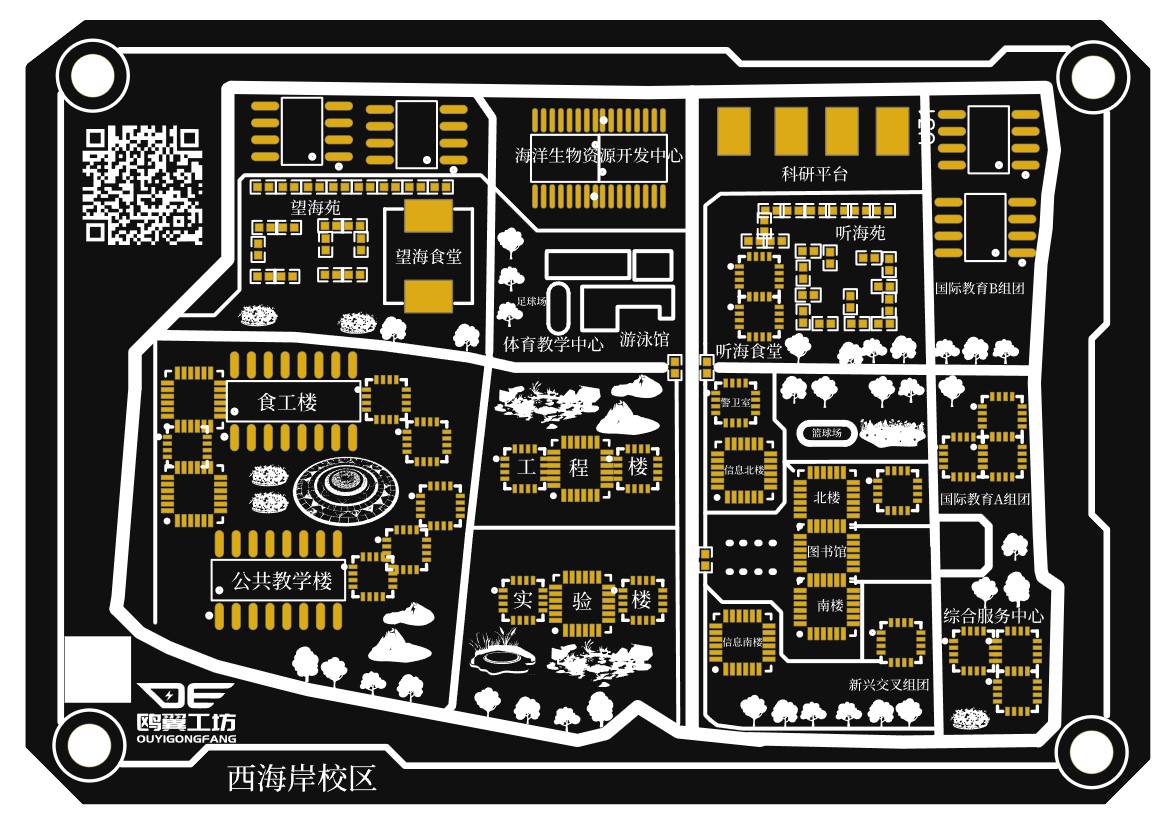 海洋生物资源开发中心
科研平台
U31
望海苑
听海苑
望海食堂
国际教育B组团
足球场
体育教学中心
游泳馆
听海食堂
食工楼
警卫室
篮球场
工
程
楼
信息北楼
北楼
国际教育A组团
图书馆
公共教学楼
实
验
楼
南楼
综合服务中心
信息南楼
新兴交叉组团
鸥翼工坊
OUYIGONGFANG
西海岸校区